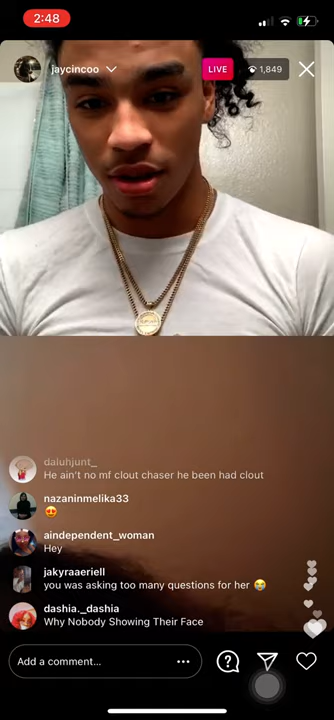 2:48
jaycincoo
LIVE
1,849
daluhjunt_
He ain't no mf clout chaser he been had clout
nazaninmelika33
😍
aindependent_woman
Hey
jakyraaeriell
you was asking too many questions for her 😂
dashia._dashia
Why Nobody Showing Their Face
Add a comment...